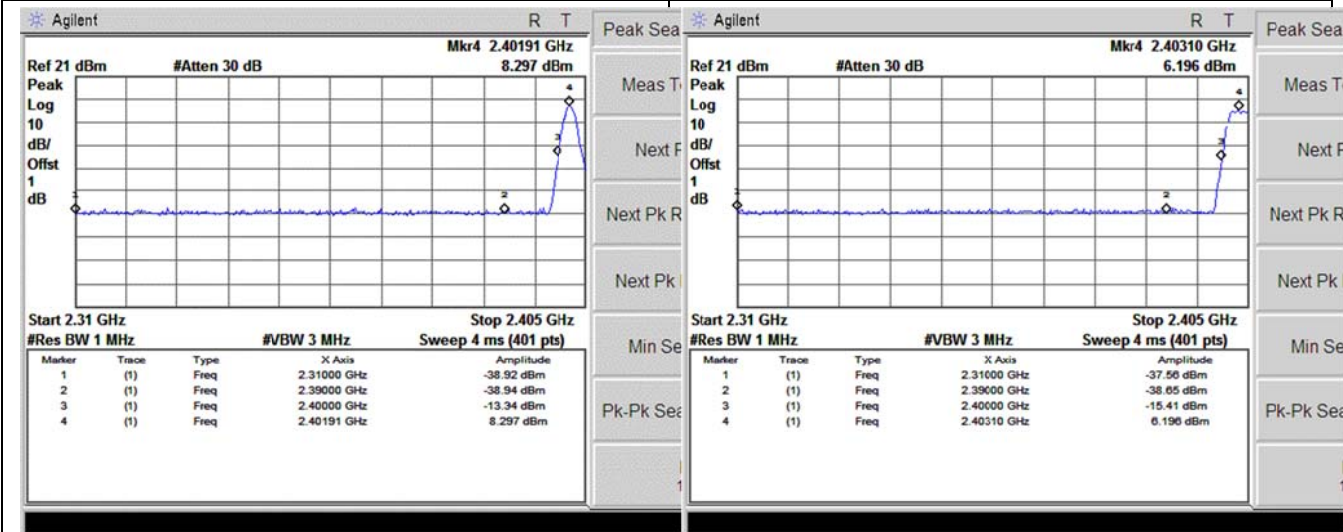 Agilent R T
Peak Sea
Mkr4 2.40191 GHz
Ref 21 dBm #Atten 30 dB 8.297 dBm
Peak
Log
10
dB/
Offst
1
dB
4
3
1
2
Meas T
Next
Next Pk R
Next Pk
Min Se
Pk-Pk Sea
Start 2.31 GHz Stop 2.405 GHz
#Res BW 1 MHz #VBW 3 MHz Sweep 4 ms (401 pts)
Marker Trace Type X Axis Amplitude
1 (1) Freq 2.31000 GHz -38.92 dBm
2 (1) Freq 2.39000 GHz -38.94 dBm
3 (1) Freq 2.40000 GHz -13.34 dBm
4 (1) Freq 2.40191 GHz 8.297 dBm
Agilent R T
Peak Sea
Mkr4 2.40310 GHz
Ref 21 dBm #Atten 30 dB 6.196 dBm
Peak
Log
10
dB/
Offst
1
dB
4
3
1
2
Meas T
Next
Next Pk R
Next Pk
Min Se
Pk-Pk Sea
Start 2.31 GHz Stop 2.405 GHz
#Res BW 1 MHz #VBW 3 MHz Sweep 4 ms (401 pts)
Marker Trace Type X Axis Amplitude
1 (1) Freq 2.31000 GHz -37.56 dBm
2 (1) Freq 2.39000 GHz -38.65 dBm
3 (1) Freq 2.40000 GHz -15.41 dBm
4 (1) Freq 2.40310 GHz 6.196 dBm